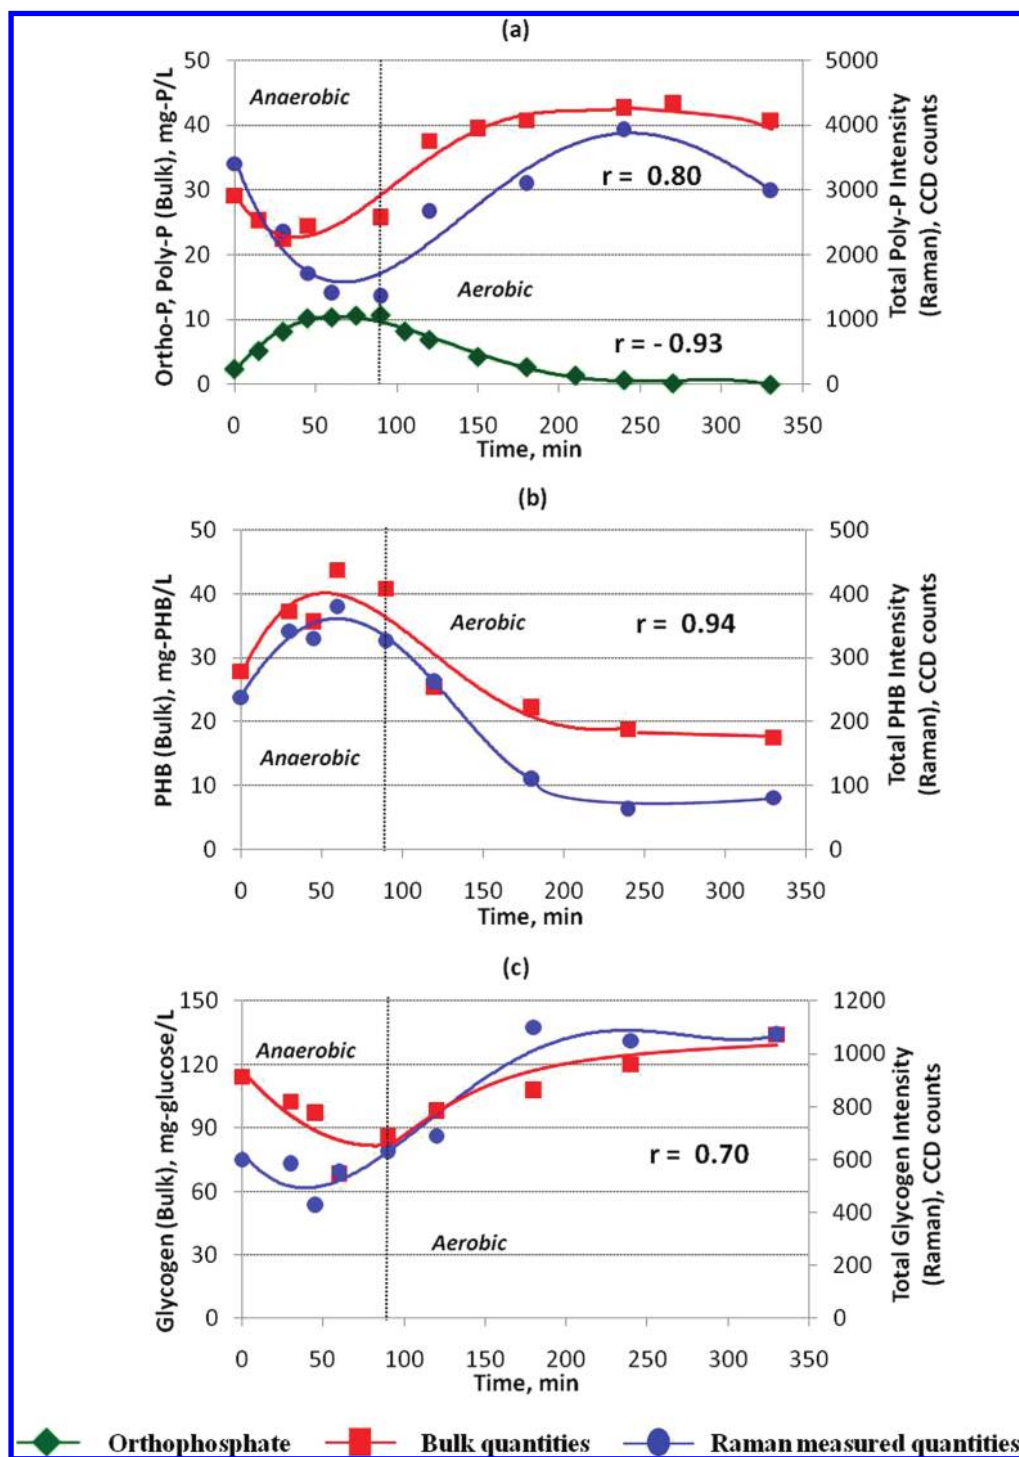 (a)
Ortho-P, Poly-P (Bulk), mg-P/L
50
40
30
20
10
0
Anaerobic
Aerobic
r = 0.80
r = - 0.93
5000
4000
3000
2000
1000
0
Total Poly-P Intensity
(Raman), CCD counts
0 50 100 150 200 250 300 350
Time, min
(b)
PHB (Bulk), mg-PHB/L
50
40
30
20
10
0
Aerobic
r = 0.94
Anaerobic
500
400
300
200
100
0
Total PHB Intensity
(Raman), CCD counts
0 50 100 150 200 250 300 350
Time, min
(c)
Glycogen (Bulk), mg-glucose/L
150
120
90
60
30
0
Anaerobic
r = 0.70
Aerobic
1200
1000
800
600
400
200
0
Total Glycogen Intensity
(Raman), CCD counts
0 50 100 150 200 250 300 350
Time, min
Orthophosphate Bulk quantities Raman measured quantities